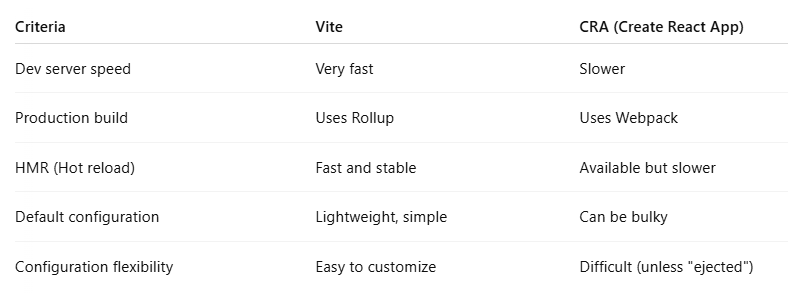 Criteria Vite CRA (Create React App)
Dev server speed Very fast Slower
Production build Uses Rollup Uses Webpack
HMR (Hot reload) Fast and stable Available but slower
Default configuration Lightweight, simple Can be bulky
Configuration flexibility Easy to customize Difficult (unless "ejected")